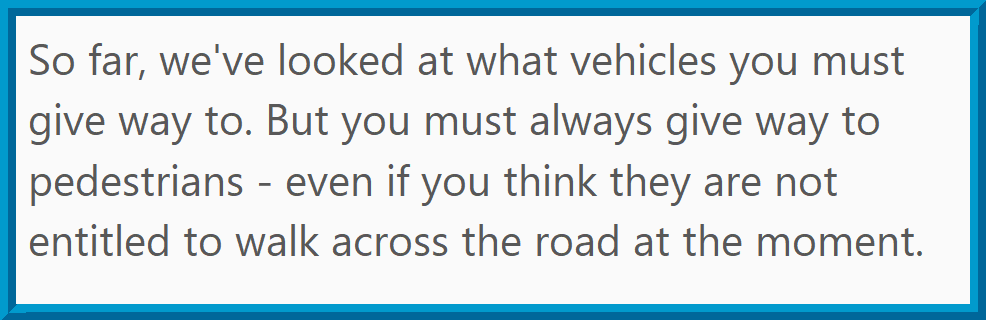 So far, we've looked at what vehicles you must
give way to. But you must always give way to
pedestrians - even if you think they are not
entitled to walk across the road at the moment.